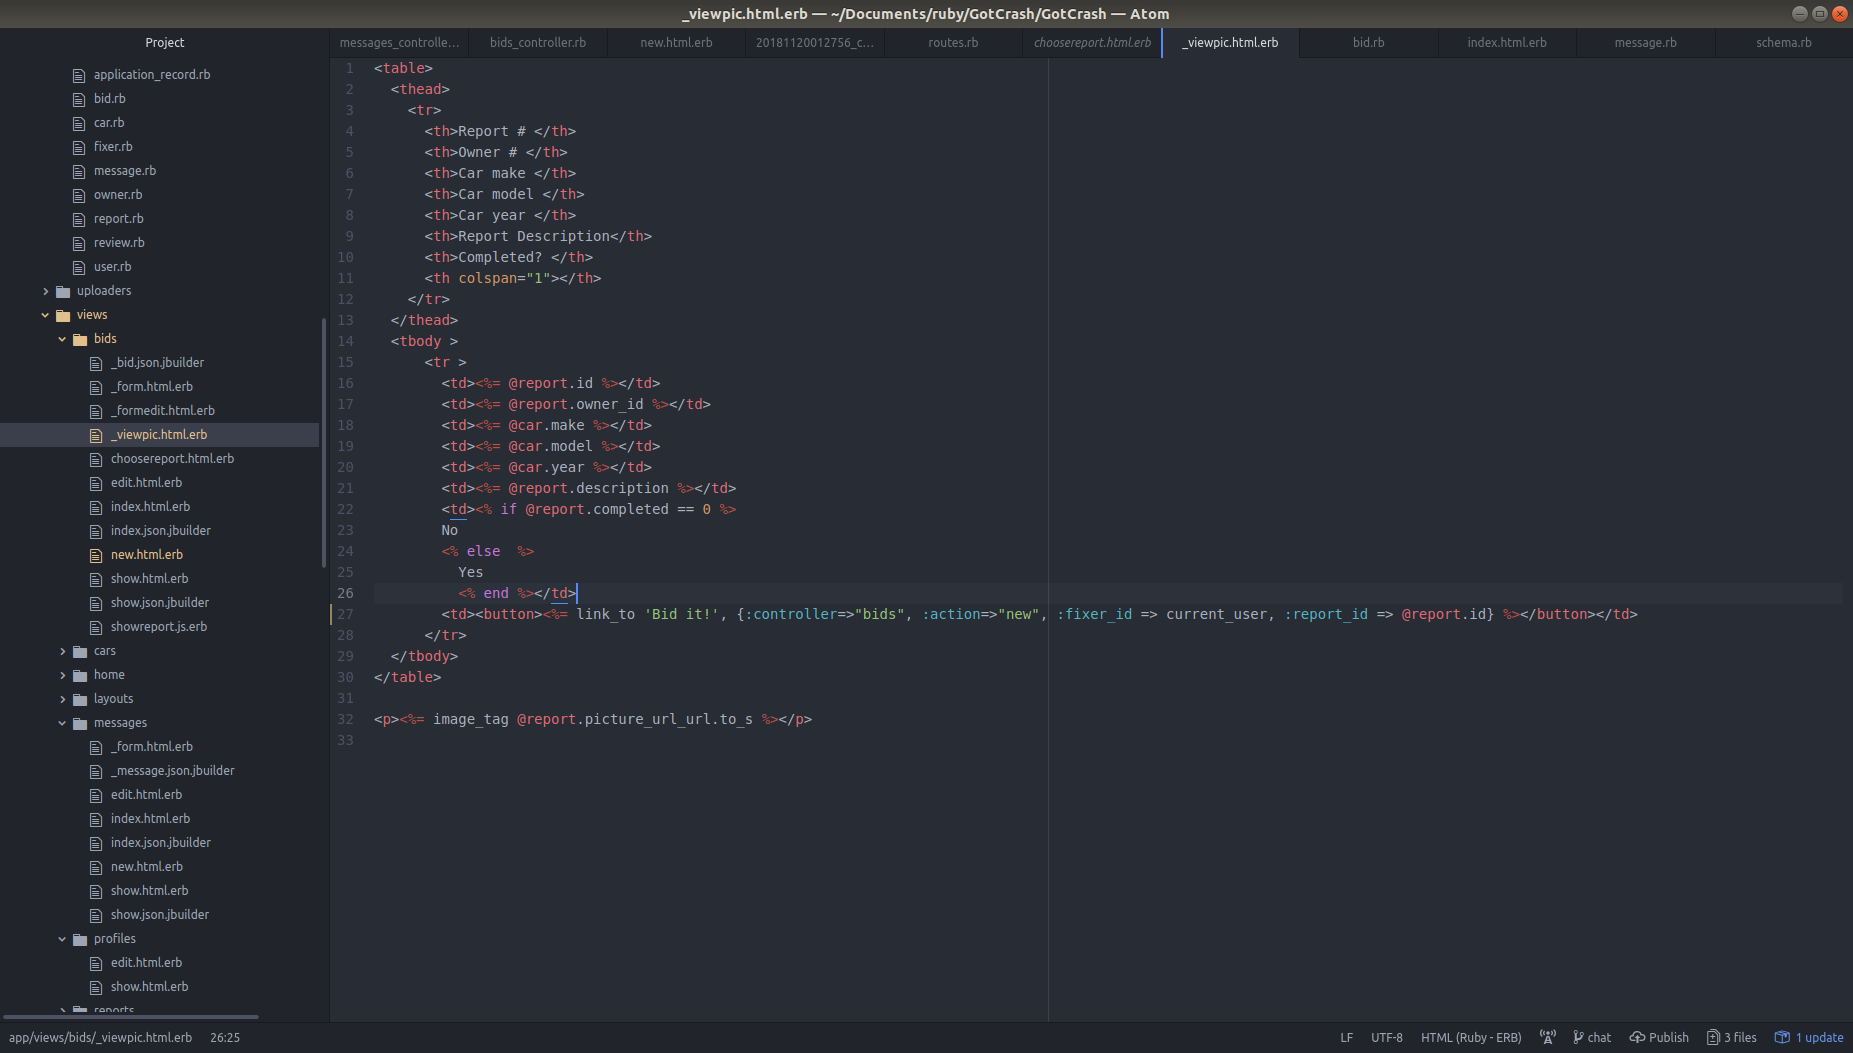 _viewpic.html.erb — ~/Documents/ruby/GotCrash/GotCrash — Atom
Project
messages_controlle...
bids_controller.rb
new.html.erb
20181120012756_c...
routes.rb
choosereport.html.erb
_viewpic.html.erb
bid.rb
index.html.erb
message.rb
schema.rb
application_record.rb
bid.rb
car.rb
fixer.rb
message.rb
owner.rb
report.rb
review.rb
user.rb
uploaders
views
bids
_bid.json.jbuilder
_form.html.erb
_formedit.html.erb
_viewpic.html.erb
choosereport.html.erb
edit.html.erb
index.html.erb
index.json.jbuilder
new.html.erb
show.html.erb
show.json.jbuilder
showreport.js.erb
cars
home
layouts
messages
_form.html.erb
_message.json.jbuilder
edit.html.erb
index.html.erb
index.json.jbuilder
new.html.erb
show.html.erb
show.json.jbuilder
profiles
edit.html.erb
show.html.erb
reports
1 <table>
2   <thead>
3     <tr>
4       <th>Report # </th>
5       <th>Owner # </th>
6       <th>Car make </th>
7       <th>Car model </th>
8       <th>Car year </th>
9       <th>Report Description</th>
10       <th>Completed? </th>
11       <th colspan="1"></th>
12     </tr>
13   </thead>
14   <tbody >
15       <tr >
16         <td><%= @report.id %></td>
17         <td><%= @report.owner_id %></td>
18         <td><%= @car.make %></td>
19         <td><%= @car.model %></td>
20         <td><%= @car.year %></td>
21         <td><%= @report.description %></td>
22         <td><% if @report.completed == 0 %>
23         No
24         <% else  %>
25           Yes
26           <% end %></td>
27         <td><button><%= link_to 'Bid it!', {:controller=>"bids", :action=>"new", :fixer_id => current_user, :report_id => @report.id} %></button></td>
28       </tr>
29   </tbody>
30 </table>
31
32 <p><%= image_tag @report.picture_url_url.to_s %></p>
33
app/views/bids/_viewpic.html.erb 26:25
LF UTF-8 HTML (Ruby - ERB) chat Publish 3 files 1 update